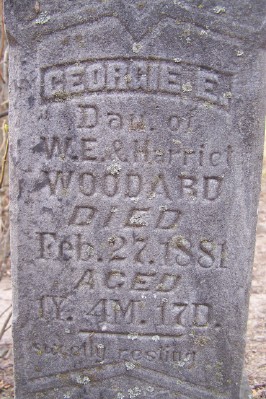 GEORGIE E.
Dau. of
W.E. & Harriet
WOODARD
DIED
Feb. 27. 1881
AGED
1Y. 4M. 17D.
sweetly resting